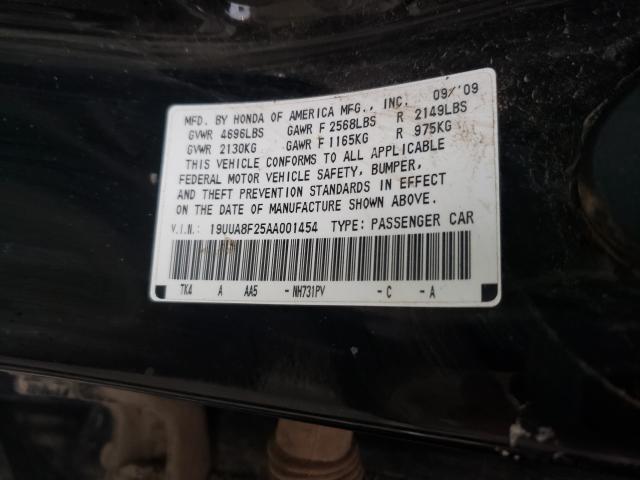 MFD. BY HONDA OF AMERICA MFG., INC. 09/'09
GVWR 4696LBS GAWR F 2568LBS R 2149LBS
GVWR 2130KG GAWR F 1165KG R 975KG
THIS VEHICLE CONFORMS TO ALL APPLICABLE
FEDERAL MOTOR VEHICLE SAFETY, BUMPER,
AND THEFT PREVENTION STANDARDS IN EFFECT
ON THE DATE OF MANUFACTURE SHOWN ABOVE.
V.I.N.: 19UUA8F25AA001454 TYPE: PASSENGER CAR
TK4 A AA5 - NH731PV - C - A